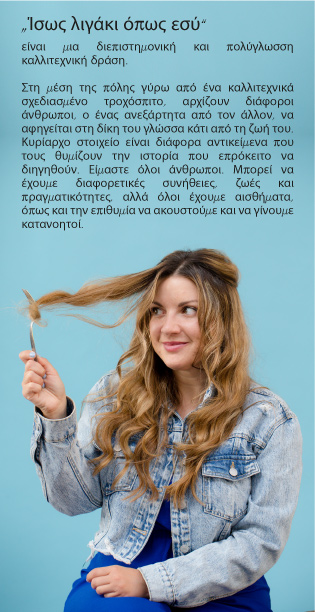 „Ίσως λιγάκι όπως εσύ“
είναι μια διεπιστημονική και πολύγλωσση
καλλιτεχνική δράση.
Στη μέση της πόλης γύρω από ένα καλλιτεχνικά
σχεδιασμένο τροχόσπιτο, αρχίζουν διάφοροι
άνθρωποι, ο ένας ανεξάρτητα από τον άλλον, να
αφηγείται στη δίκη του γλώσσα κάτι από τη ζωή του.
Κυρίαρχο στοιχείο είναι διάφορα αντικείμενα που
τους θυμίζουν την ιστορία που επρόκειτο να
διηγηθούν. Είμαστε όλοι άνθρωποι. Μπορεί να
έχουμε διαφορετικές συνήθειες, ζωές και
πραγματικότητες, αλλά όλοι έχουμε αισθήματα,
όπως και την επιθυμία να ακουστούμε και να γίνουμε
κατανοητοί.